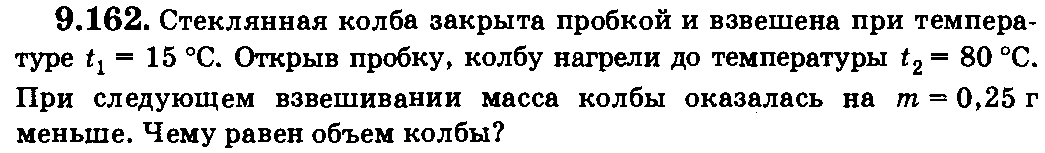 9.162. Стеклянная колба закрыта пробкой и взвешена при темпера-
туре t₁ = 15 °С. Открыв пробку, колбу нагрели до температуры t₂ = 80 °С.
При следующем взвешивании масса колбы оказалась на m = 0,25 г
меньше. Чему равен объем колбы?